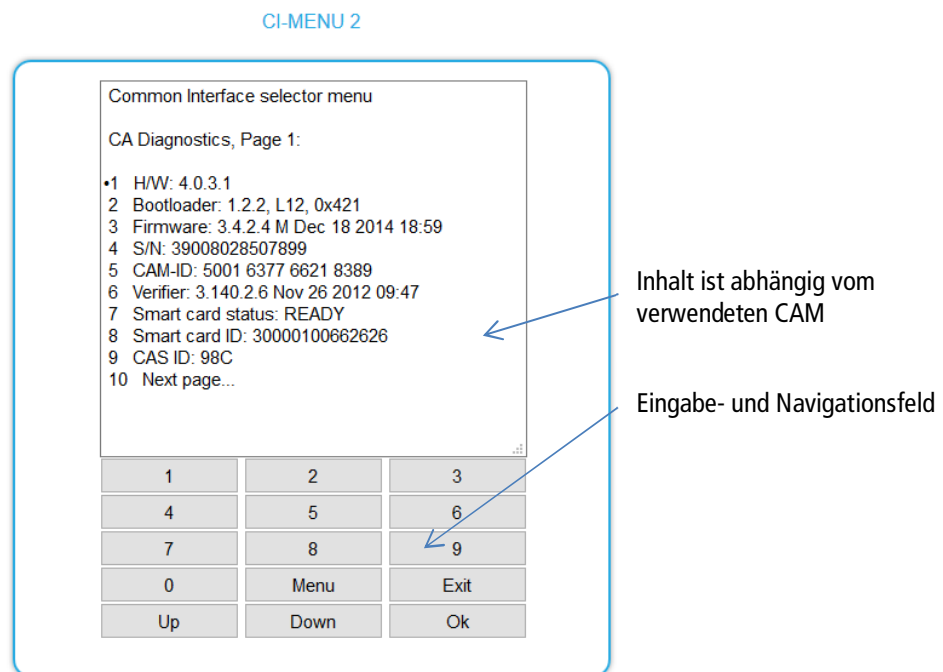 CI-MENU 2
Common Interface selector menu
CA Diagnostics, Page 1:
•1 H/W: 4.0.3.1
2 Bootloader: 1.2.2, L12, 0x421
3 Firmware: 3.4.2.4 M Dec 18 2014 18:59
4 S/N: 39008028507899
5 CAM-ID: 5001 6377 6621 8389
6 Verifier: 3.140.2.6 Nov 26 2012 09:47
7 Smart card status: READY
8 Smart card ID: 30000100662626
9 CAS ID: 98C
10 Next page...
Inhalt ist abhängig vom
verwendeten CAM
Eingabe- und Navigationsfeld
1 2 3
4 5 6
7 8 9
0 Menu Exit
Up Down Ok